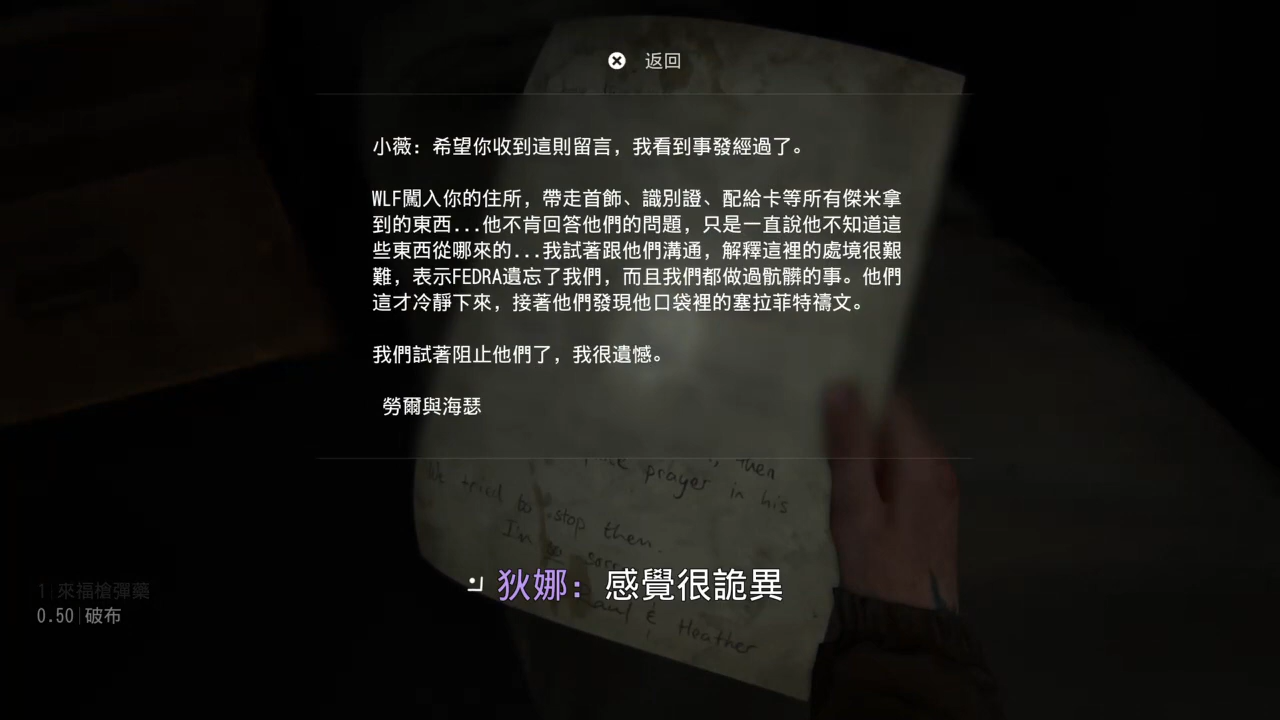 返回
小薇：希望你收到這則留言，我看到事發經過了。
WLF闖入你的住所，帶走首飾、識別證、配給卡等所有傑米拿
到的東西...他不肯回答他們的問題，只是一直說他不知道這
些東西從哪來的...我試著跟他們溝通，解釋這裡的處境很艱
難，表示FEDRA遺忘了我們，而且我們都做過骯髒的事。他們
這才冷靜下來，接著他們發現他口袋裡的塞拉菲特禱文。
我們試著阻止他們了，我很遺憾。
勞爾與海瑟
then
prayer in his
We tried to stop them.
I'm so
& Heather
狄娜：感覺很詭異
1 來福槍彈藥
0.50 破布